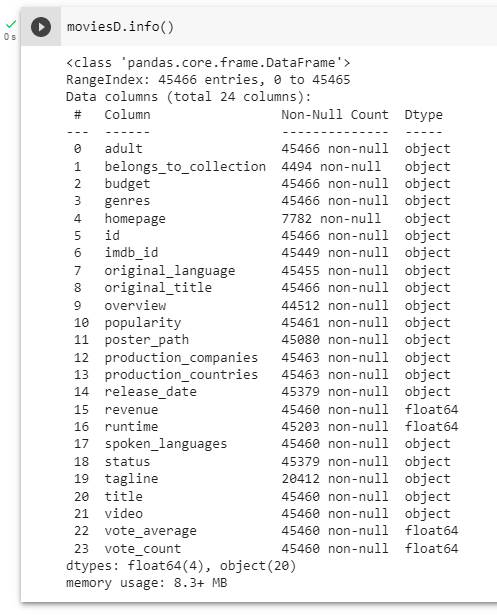 moviesD.info()
0 s
<class 'pandas.core.frame.DataFrame'>
RangeIndex: 45466 entries, 0 to 45465
Data columns (total 24 columns):
 #   Column                 Non-Null Count  Dtype
---  ------                 --------------  -----
 0   adult                  45466 non-null  object
 1   belongs_to_collection  4494 non-null   object
 2   budget                 45466 non-null  object
 3   genres                 45466 non-null  object
 4   homepage               7782 non-null   object
 5   id                     45466 non-null  object
 6   imdb_id                45449 non-null  object
 7   original_language      45455 non-null  object
 8   original_title         45466 non-null  object
 9   overview               44512 non-null  object
 10  popularity             45461 non-null  object
 11  poster_path            45080 non-null  object
 12  production_companies   45463 non-null  object
 13  production_countries   45463 non-null  object
 14  release_date           45379 non-null  object
 15  revenue                45460 non-null  float64
 16  runtime                45203 non-null  float64
 17  spoken_languages       45460 non-null  object
 18  status                 45379 non-null  object
 19  tagline                20412 non-null  object
 20  title                  45460 non-null  object
 21  video                  45460 non-null  object
 22  vote_average           45460 non-null  float64
 23  vote_count             45460 non-null  float64
dtypes: float64(4), object(20)
memory usage: 8.3+ MB